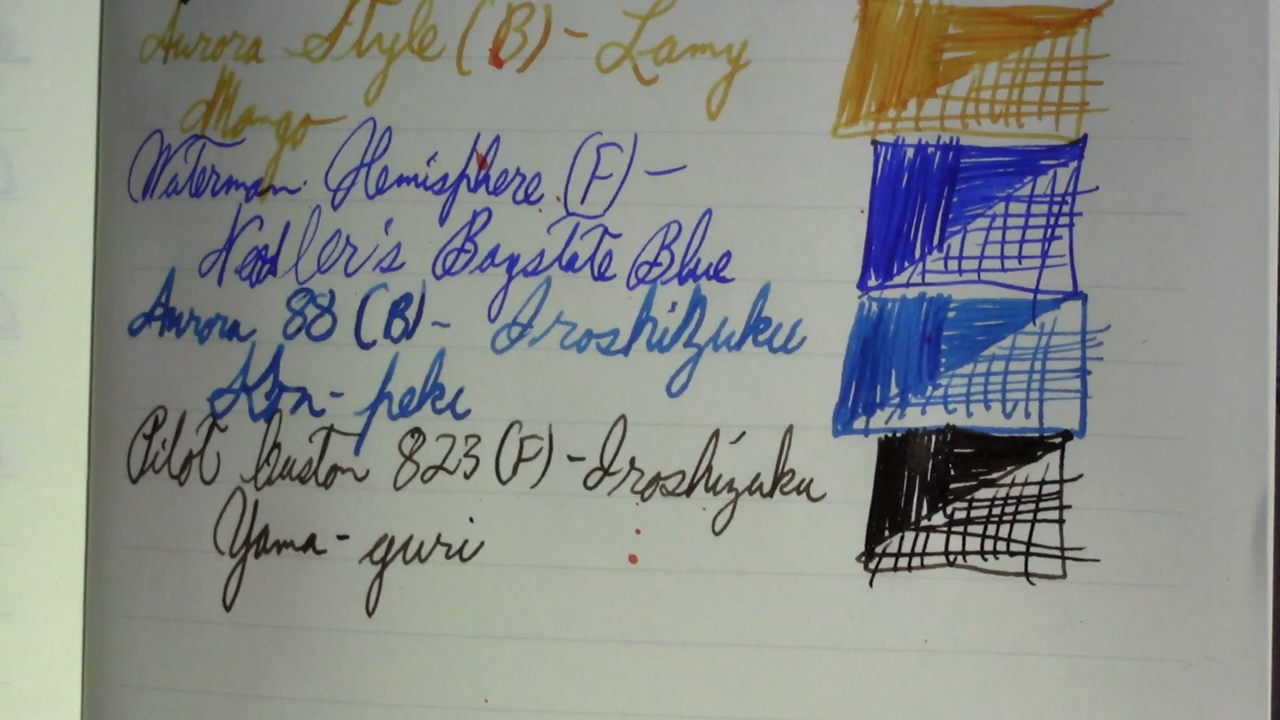 Aurora Style (B) - Lamy
Mango
Waterman Hemisphere (F) -
Noodler's Baystate Blue
Aurora 88 (B) - Iroshizuku
Kon-peki
Pilot Custom 823 (F) - Iroshizuku
Yama-guri